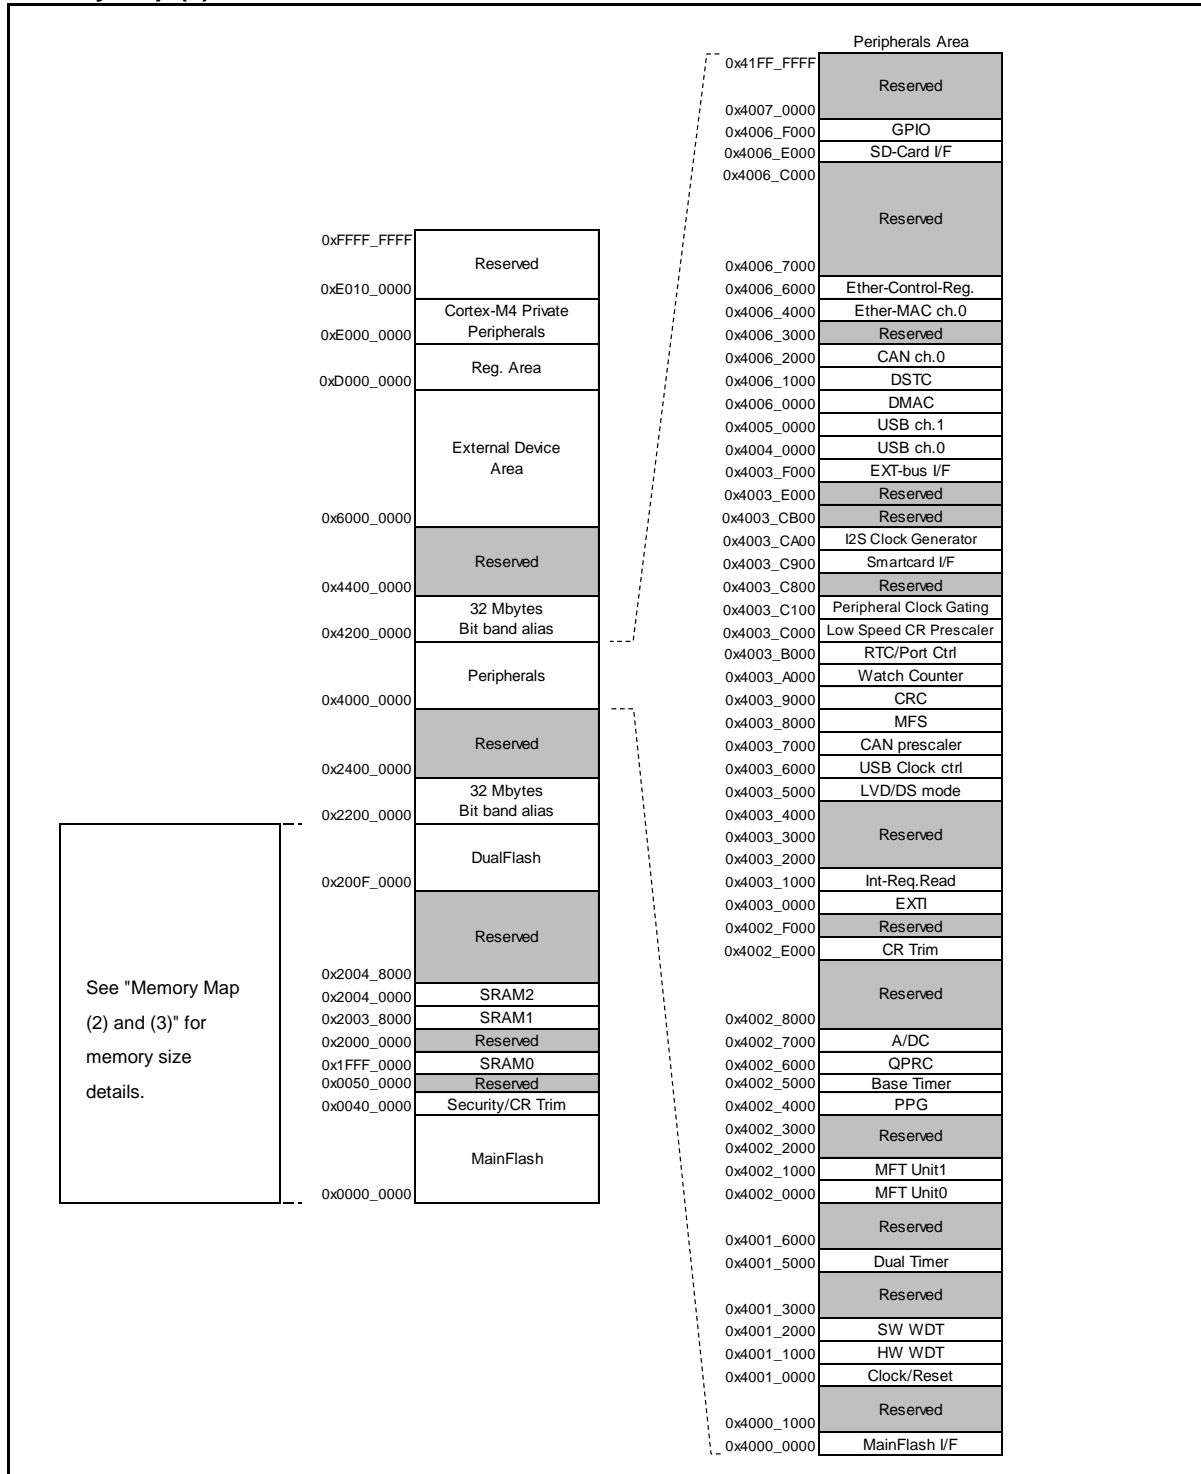 Peripherals Area
0x41FF_FFFF
Reserved
0x4007_0000
0x4006_F000 GPIO
0x4006_E000 SD-Card I/F
0x4006_C000
Reserved
0x4006_7000
0x4006_6000 Ether-Control-Reg.
0x4006_4000 Ether-MAC ch.0
0x4006_3000 Reserved
0x4006_2000 CAN ch.0
0x4006_1000 DSTC
0x4006_0000 DMAC
0x4005_0000 USB ch.1
0x4004_0000 USB ch.0
0x4003_F000 EXT-bus I/F
0x4003_E000 Reserved
0x4003_CB00 Reserved
0x4003_CA00 I2S Clock Generator
0x4003_C900 Smartcard I/F
0x4003_C800 Reserved
0x4003_C100 Peripheral Clock Gating
0x4003_C000 Low Speed CR Prescaler
0x4003_B000 RTC/Port Ctrl
0x4003_A000 Watch Counter
0x4003_9000 CRC
0x4003_8000 MFS
0x4003_7000 CAN prescaler
0x4003_6000 USB Clock ctrl
0x4003_5000 LVD/DS mode
0x4003_4000
0x4003_3000 Reserved
0x4003_2000
0x4003_1000 Int-Req.Read
0x4003_0000 EXTI
0x4002_F000 Reserved
0x4002_E000 CR Trim
Reserved
0x4002_8000
0x4002_7000 A/DC
0x4002_6000 QPRC
0x4002_5000 Base Timer
0x4002_4000 PPG
0x4002_3000
Reserved
0x4002_2000
0x4002_1000 MFT Unit1
0x4002_0000 MFT Unit0
Reserved
0x4001_6000
0x4001_5000 Dual Timer
Reserved
0x4001_3000
0x4001_2000 SW WDT
0x4001_1000 HW WDT
0x4001_0000 Clock/Reset
Reserved
0x4000_1000
0x4000_0000 MainFlash I/F
0xFFFF_FFFF
Reserved
0xE010_0000
Cortex-M4 Private
0xE000_0000 Peripherals
Reg. Area
0xD000_0000
External Device
Area
0x6000_0000
Reserved
0x4400_0000
32 Mbytes
0x4200_0000 Bit band alias
Peripherals
0x4000_0000
Reserved
0x2400_0000
32 Mbytes
0x2200_0000 Bit band alias
DualFlash
0x200F_0000
Reserved
0x2004_8000
0x2004_0000 SRAM2
0x2003_8000 SRAM1
0x2000_0000 Reserved
0x1FFF_0000 SRAM0
0x0050_0000 Reserved
0x0040_0000 Security/CR Trim
MainFlash
0x0000_0000
See "Memory Map
(2) and (3)" for
memory size
details.